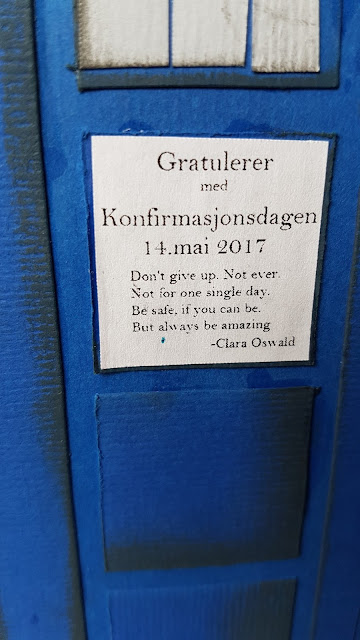 Gratulerer
med
Konfirmasjonsdagen
14.mai 2017
Don't give up. Not ever.
Not for one single day.
Be safe, if you can be.
But always be amazing
-Clara Oswald